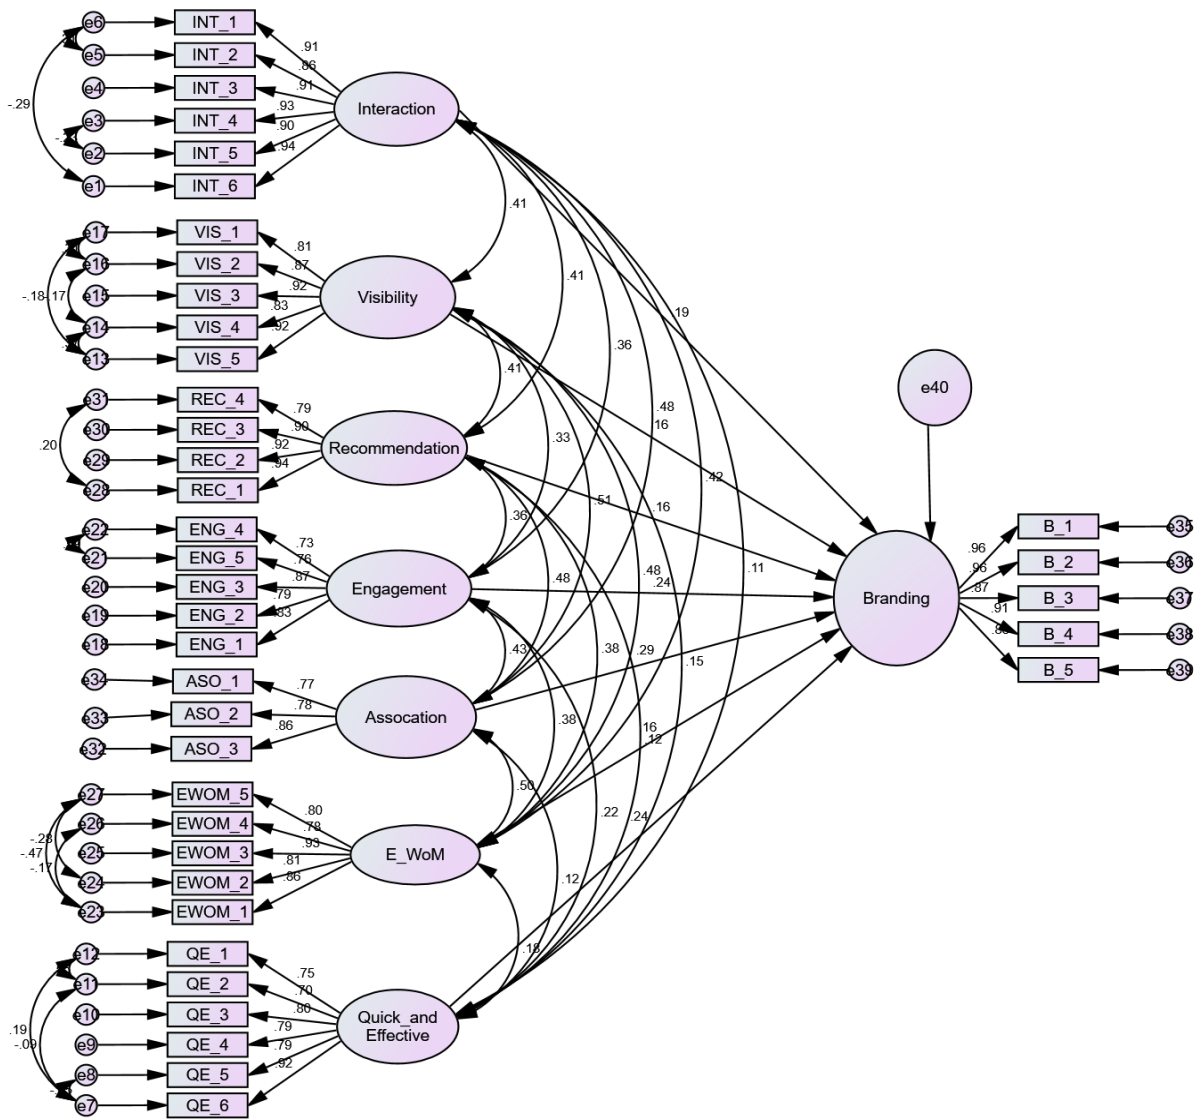 e6 INT_1
e5 INT_2
e4 INT_3
e3 INT_4
e2 INT_5
e1 INT_6
-.29
.91
.86
.91
.93
.90
.94
Interaction
e17 VIS_1
e16 VIS_2
e15 VIS_3
e14 VIS_4
e13 VIS_5
-.18
-.17
.81
.87
.92
.83
.92
Visibility
e31 REC_4
e30 REC_3
e29 REC_2
e28 REC_1
.20
.79
.90
.92
.94
Recommendation
e22 ENG_4
e21 ENG_5
e20 ENG_3
e19 ENG_2
e18 ENG_1
.73
.76
.87
.79
.83
Engagement
e34 ASO_1
e33 ASO_2
e32 ASO_3
.77
.78
.86
Assocation
e27 EWOM_5
e26 EWOM_4
e25 EWOM_3
e24 EWOM_2
e23 EWOM_1
-.28
-.47
-.17
.80
.78
.93
.81
.86
E_WoM
e12 QE_1
e11 QE_2
e10 QE_3
e9 QE_4
e8 QE_5
e7 QE_6
.19
-.09
.75
.70
.80
.79
.79
.92
Quick_and
Effective
.41
.41
.36
.19
.41
.33
.48
.16
.42
.51
.16
.36
.48
.48
.24
.11
.43
.38
.29
.15
.38
.16
.12
.50
.22
.24
.12
.18
e40
Branding
.96
.96
.87
.91
B_1 e35
B_2 e36
B_3 e37
B_4 e38
B_5 e39